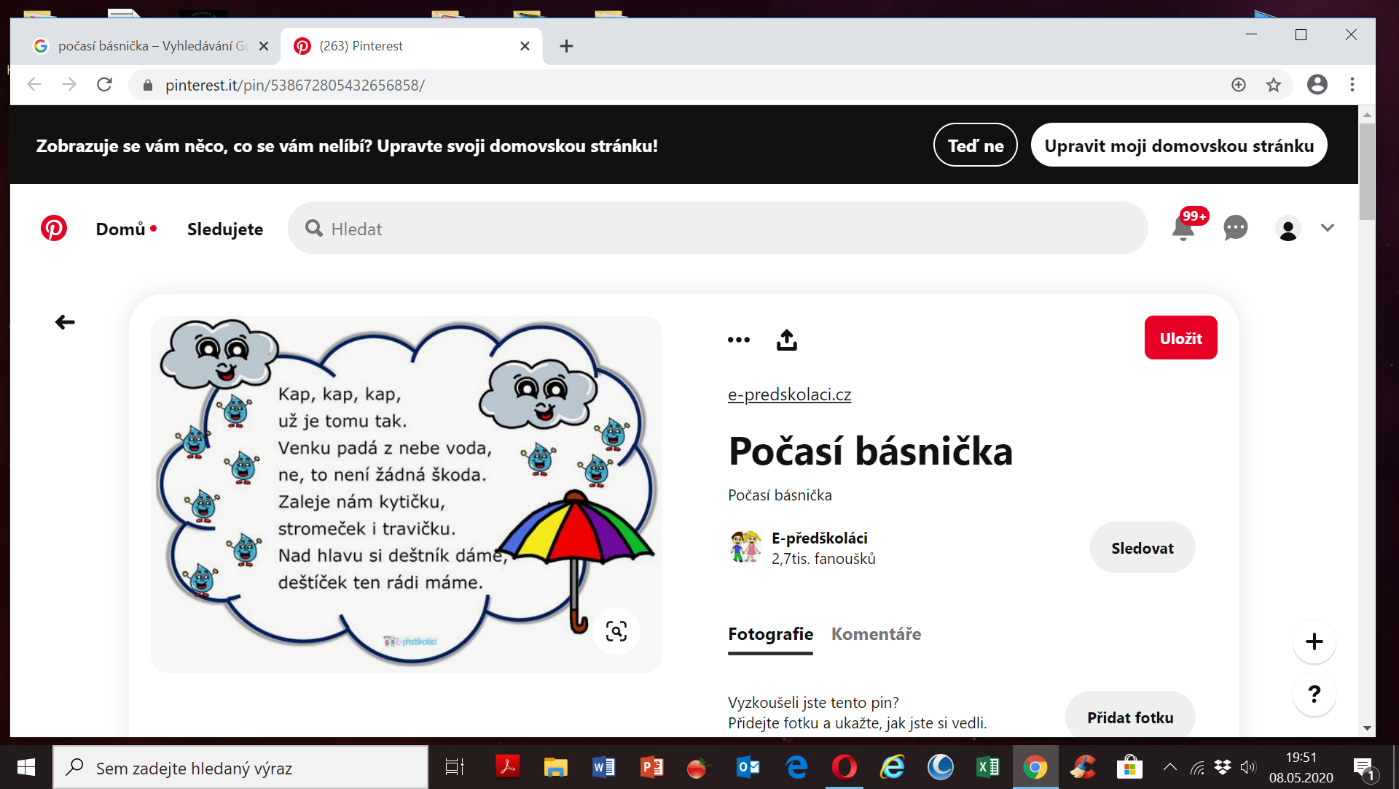 počasí básnička – Vyhledávání Go
(263) Pinterest
pinterest.it/pin/538672805432656858/
Zobrazuje se vám něco, co se vám nelíbí? Upravte svoji domovskou stránku!
Teď ne
Upravit moji domovskou stránku
Domů
Sledujete
Hledat
99+
Kap, kap, kap,
už je tomu tak.
Venku padá z nebe voda,
ne, to není žádná škoda.
Zaleje nám kytičku,
stromeček i travičku.
Nad hlavu si deštník dáme,
deštíček ten rádi máme.
E-předškoláci
Uložit
e-predskolaci.cz
Počasí básnička
Počasí básnička
E-předškoláci
2,7tis. fanoušků
Sledovat
Fotografie
Komentáře
Vyzkoušeli jste tento pin?
Přidejte fotku a ukažte, jak jste si vedli.
Přidat fotku
?
Sem zadejte hledaný výraz
19:51
08.05.2020
1